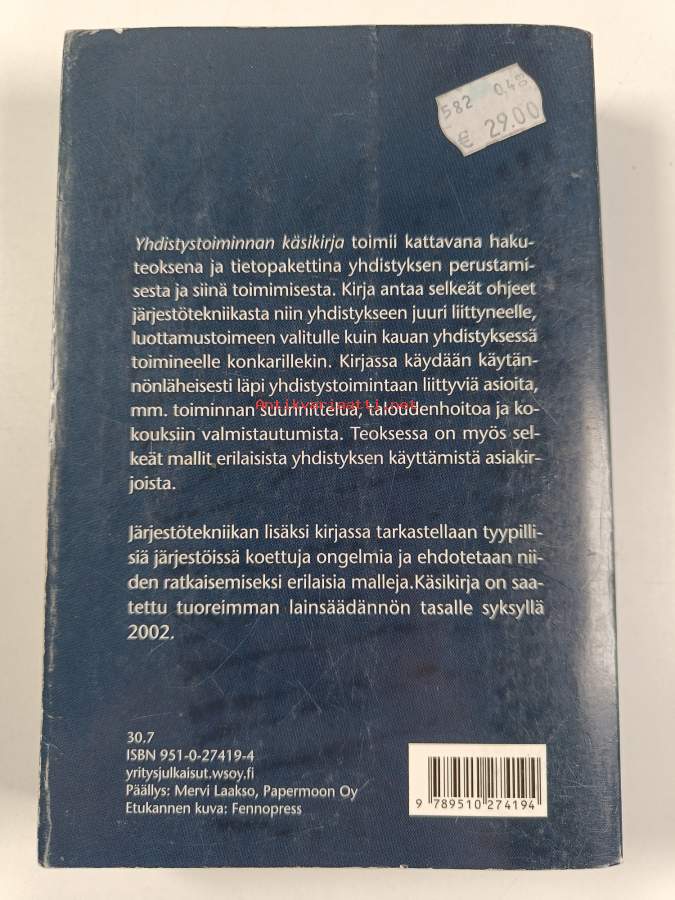 582 0,48
€ 29.00
Yhdistystoiminnan käsikirja toimii kattavana haku-
teoksena ja tietopakettina yhdistyksen perustami-
sesta ja siinä toimimisesta. Kirja antaa selkeät ohjeet
järjestötekniikasta niin yhdistykseen juuri liittyneelle,
luottamustoimeen valitulle kuin kauan yhdistyksessä
toimineelle konkarillekin. Kirjassa käydään käytän-
nönläheisesti läpi yhdistystoimintaan liittyviä asioita,
Antikvariaatti.net
mm. toiminnan suunnittelua, taloudenhoitoa ja ko-
kouksiin valmistautumista. Teoksessa on myös sel-
keät mallit erilaisista yhdistyksen käyttämistä asiakir-
joista.
Järjestötekniikan lisäksi kirjassa tarkastellaan tyypilli-
siä järjestöissä koettuja ongelmia ja ehdotetaan nii-
den ratkaisemiseksi erilaisia malleja.Käsikirja on saa-
tettu tuoreimman lainsäädännön tasalle syksyllä
2002.
30.7
ISBN 951-0-27419-4
yritysjulkaisut.wsoy.fi
Päällys: Mervi Laakso, Papermoon Oy
Etukannen kuva: Fennopress
9 789510 274194